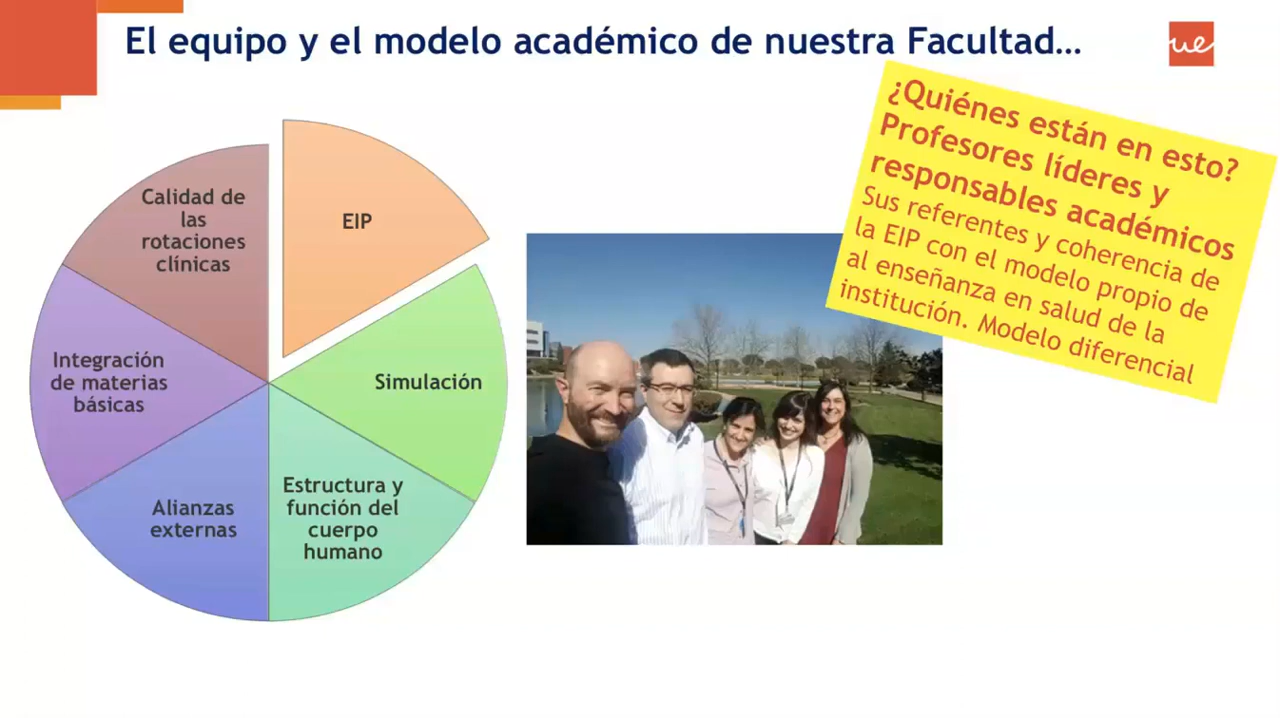 El equipo y el modelo académico de nuestra Facultad…
ue
¿Quiénes están en esto?
Profesores líderes y
responsables académicos
Sus referentes y coherencia de
la EIP con el modelo propio de
al enseñanza en salud de la
institución. Modelo diferencial
Calidad de
las
rotaciones
clínicas
EIP
Integración
de materias
básicas
Simulación
Alianzas
externas
Estructura y
función del
cuerpo
humano